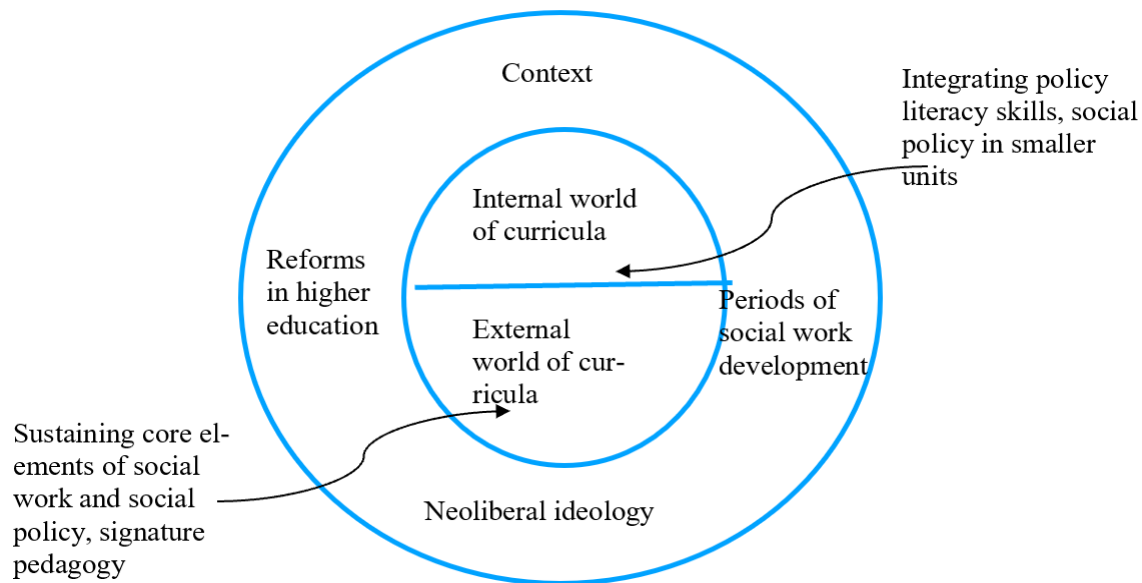 Context
Integrating policy
literacy skills, social
policy in smaller
units
Internal world
of curricula
Reforms
in higher
education
Periods of
social work
development
External
world of cur-
ricula
Sustaining core el-
ements of social
work and social
policy, signature
pedagogy
Neoliberal ideology